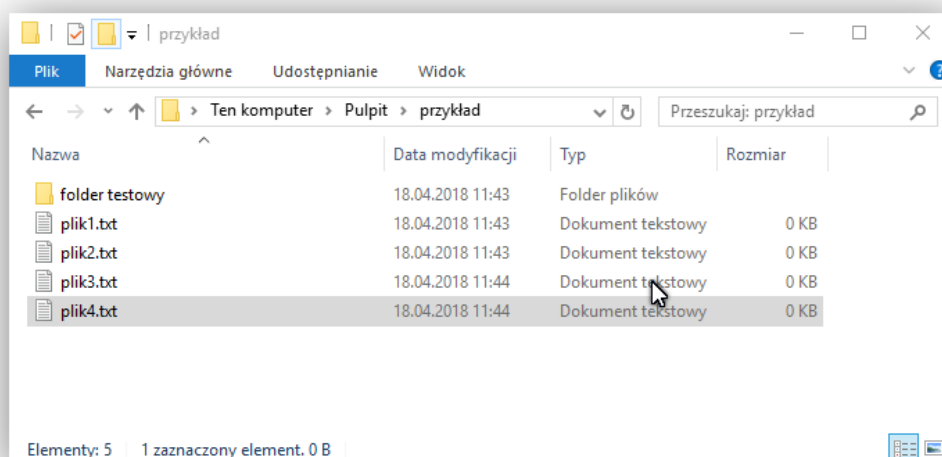 przykład
Plik Narzędzia główne Udostępnianie Widok ?
Ten komputer > Pulpit > przykład Przeszukaj: przykład
Nazwa Data modyfikacji Typ Rozmiar
folder testowy 18.04.2018 11:43 Folder plików
plik1.txt 18.04.2018 11:43 Dokument tekstowy 0 KB
plik2.txt 18.04.2018 11:43 Dokument tekstowy 0 KB
plik3.txt 18.04.2018 11:44 Dokument tekstowy 0 KB
plik4.txt 18.04.2018 11:44 Dokument tekstowy 0 KB
Elementy: 5 1 zaznaczony element. 0 B